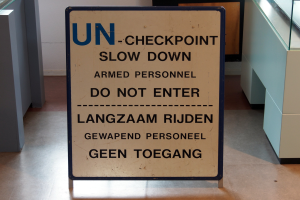 UN-CHECKPOINT
SLOW DOWN
ARMED PERSONNEL
DO NOT ENTER
LANGZAAM RIJDEN
GEWAPEND PERSONEEL
GEEN TOEGANG